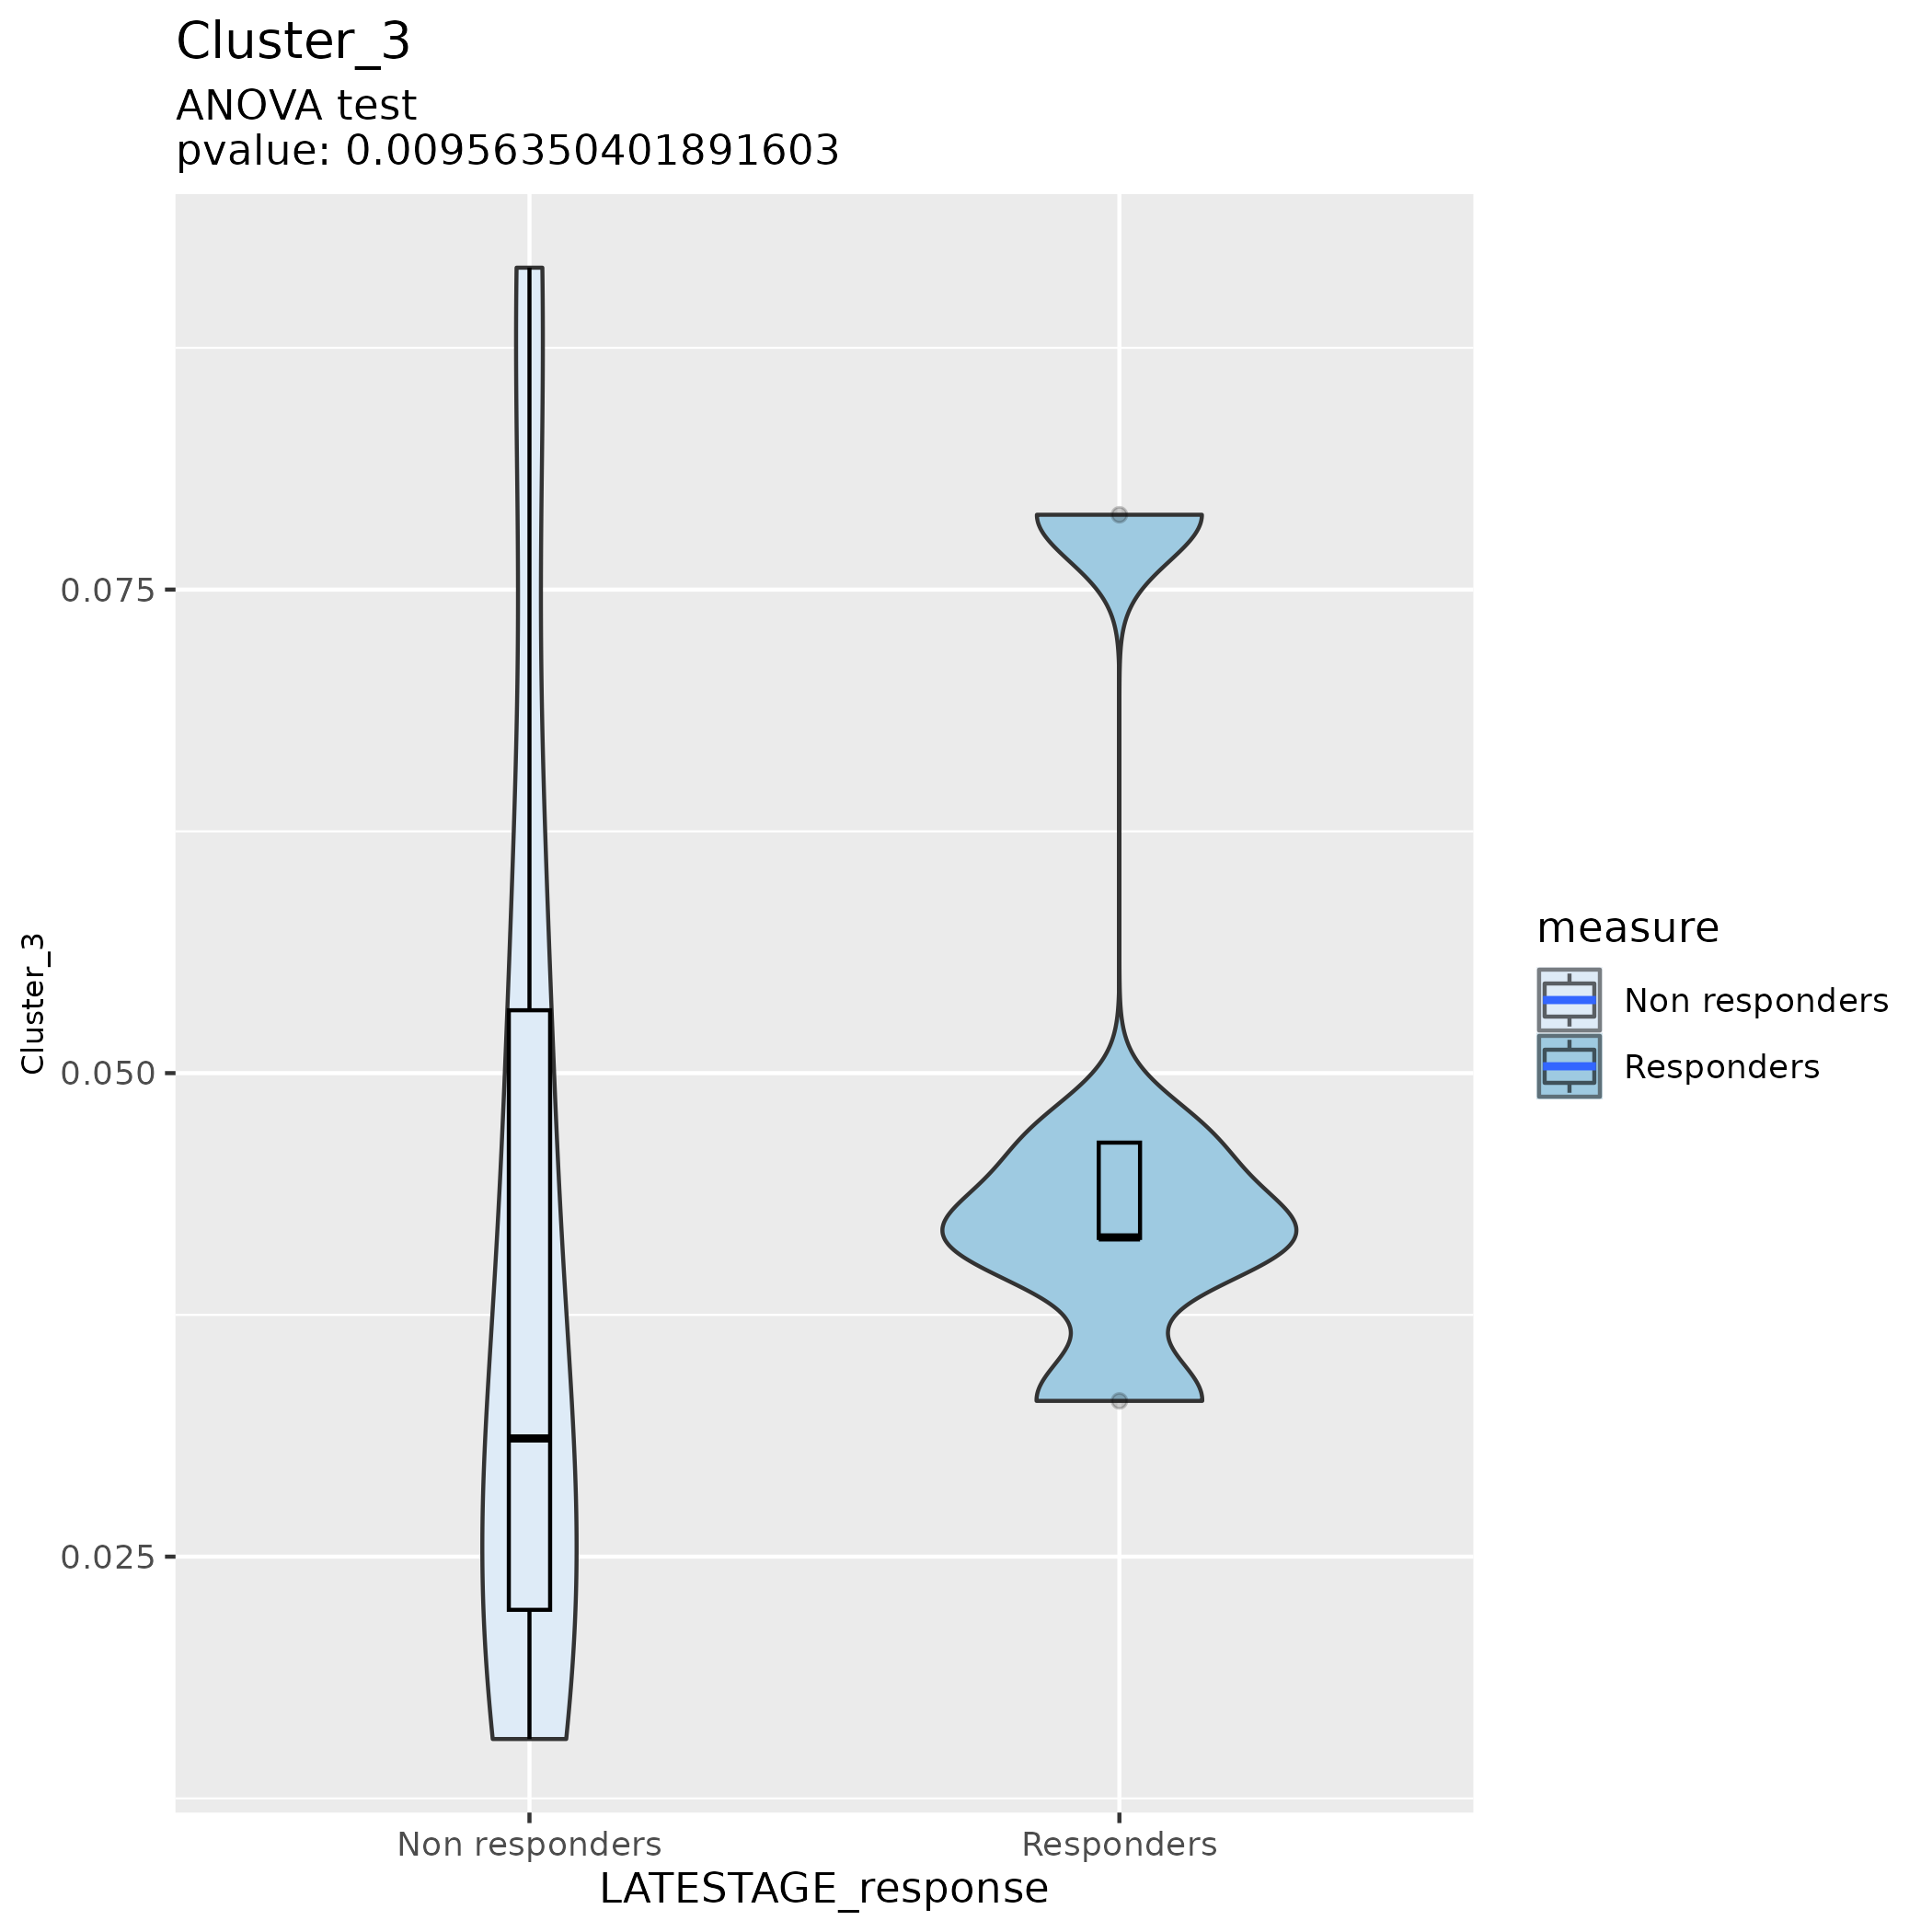 Cluster_3
ANOVA test
pvalue: 0.00956350401891603
Cluster_3
0.075
0.050
0.025
Non responders
Responders
LATESTAGE_response
measure
Non responders
Responders